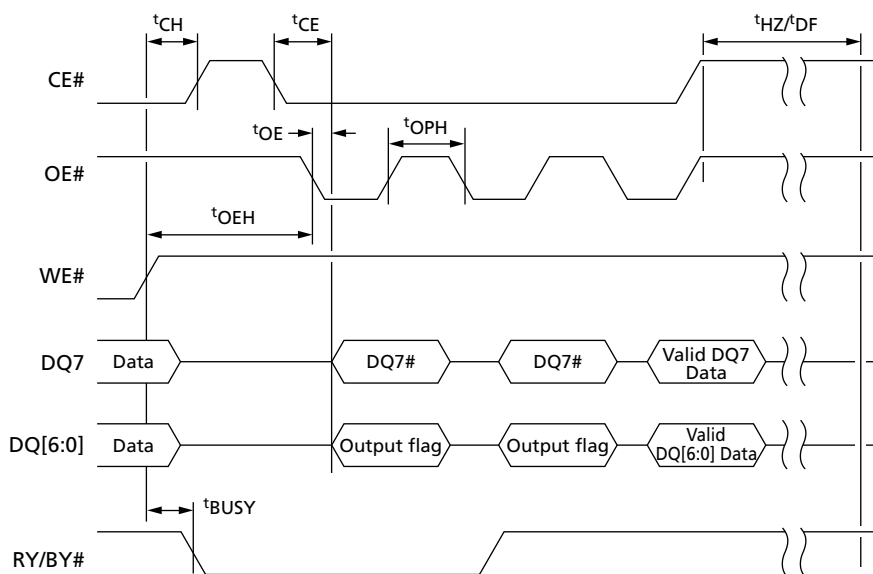 tCH
tCE
tHZ/tDF
CE#
tOE
tOPH
OE#
tOEH
WE#
DQ7
Data
DQ7#
DQ7#
Valid DQ7
Data
DQ[6:0]
Data
Output flag
Output flag
Valid
DQ[6:0] Data
tBUSY
RY/BY#